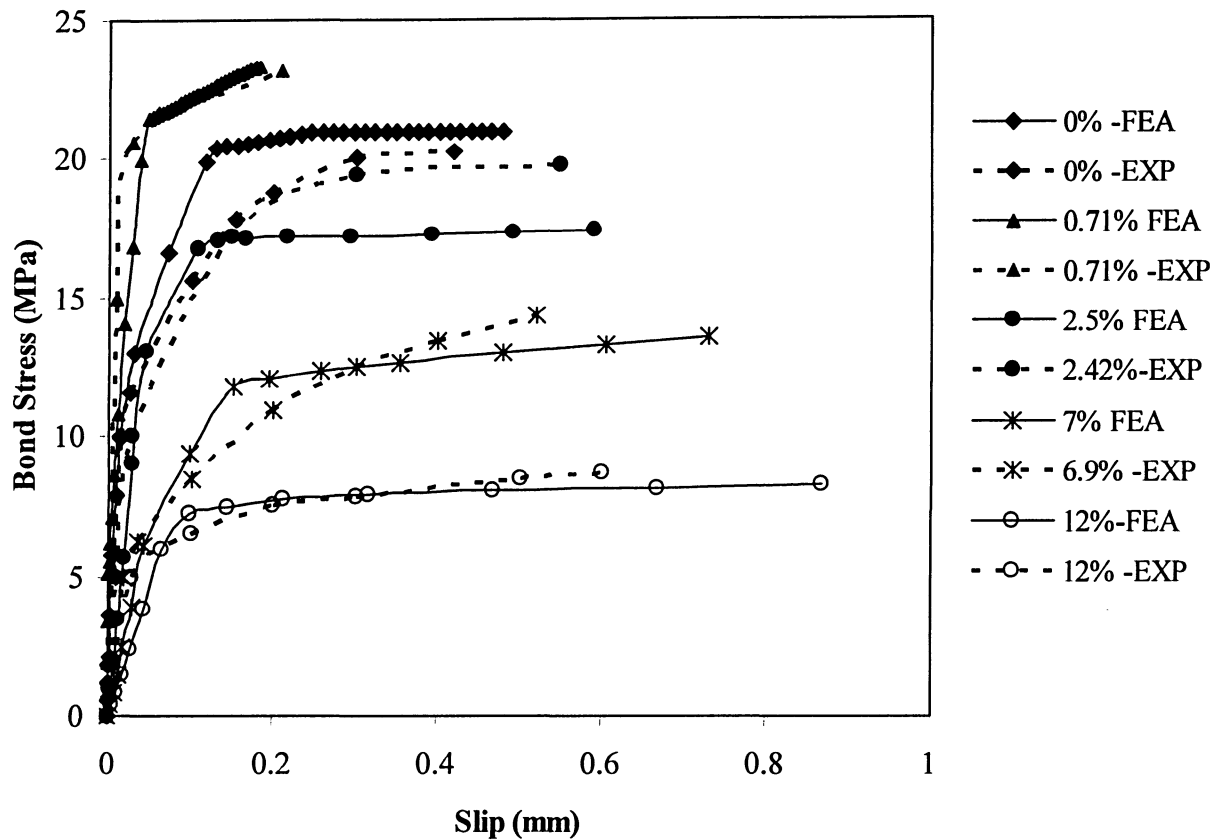 25
20
15
10
5
0
Bond Stress (MPa)
0
0.2
0.4
0.6
0.8
1
Slip (mm)
0% -FEA
0% -EXP
0.71% FEA
0.71% -EXP
2.5% FEA
2.42%-EXP
7% FEA
6.9% -EXP
12%-FEA
12% -EXP